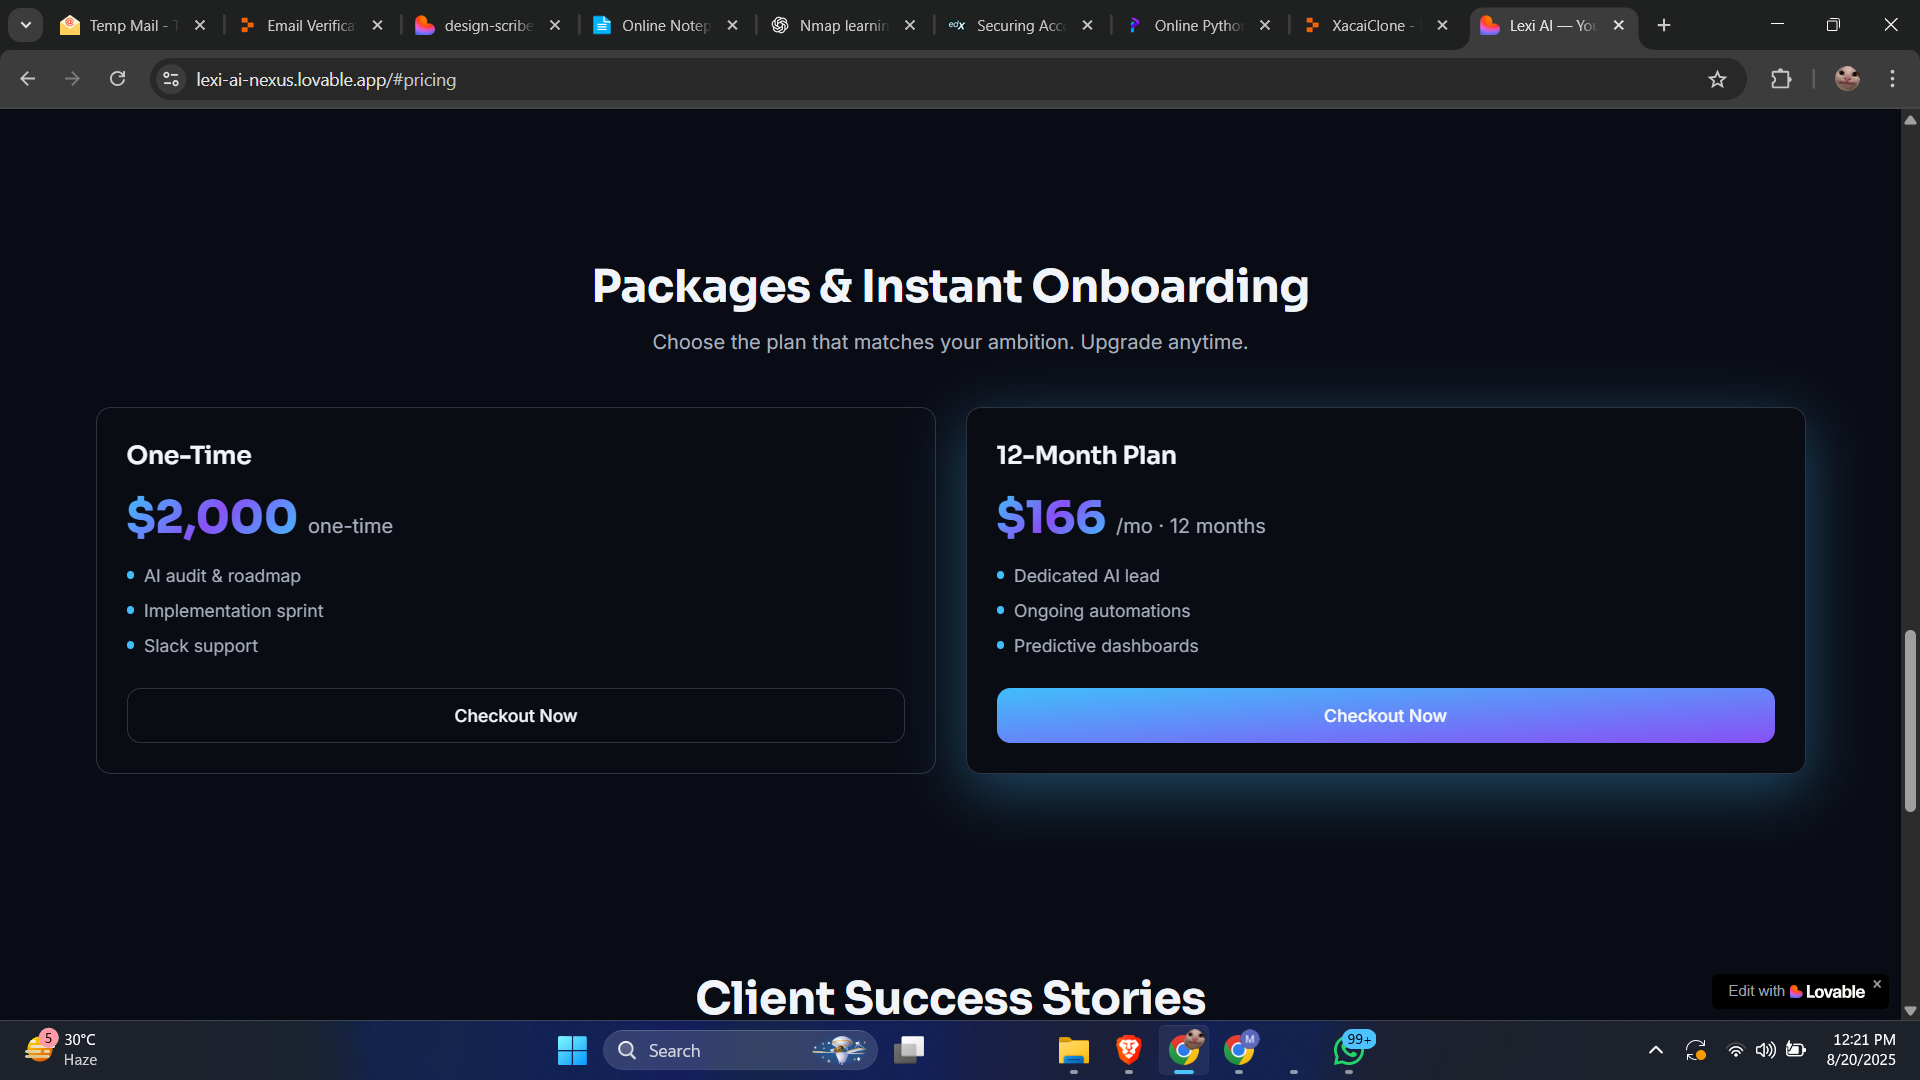 Temp Mail - T
Email Verifica
design-scribe
Online Notep
Nmap learnin
edX
Securing Acc
Online Pytho
XacaiClone -
Lexi AI — You
lexi-ai-nexus.lovable.app/#pricing
Packages & Instant Onboarding
Choose the plan that matches your ambition. Upgrade anytime.
One-Time
$2,000 one-time
AI audit & roadmap
Implementation sprint
Slack support
Checkout Now
12-Month Plan
$166 /mo · 12 months
Dedicated AI lead
Ongoing automations
Predictive dashboards
Checkout Now
Client Success Stories
Edit with Lovable
5
30°C
Haze
Search
M
99+
12:21 PM
8/20/2025